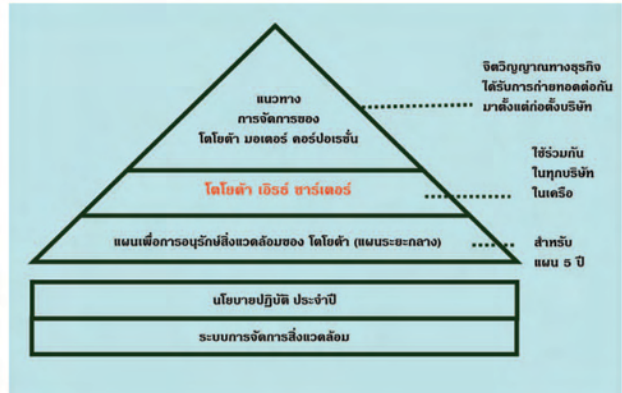 แนวทาง
การจัดการของ
โตโยต้า มอเตอร์ คอร์ปอเรชั่น
จิตวิญญาณทางธุรกิจ
ได้รับการถ่ายทอดต่อกัน
มาตั้งแต่ก่อตั้งบริษัท
โตโยต้า เอิรธ์ ชาร์เตอร์
ใช้ร่วมกัน
ในทุกบริษัท
ในเครือ
แผนเพื่อการอนุรักษ์สิ่งแวดล้อมของ โตโยต้า (แผนระยะกลาง)
สำหรับ
แผน 5 ปี
นโยบายปฏิบัติ ประจำปี
ระบบการจัดการสิ่งแวดล้อม